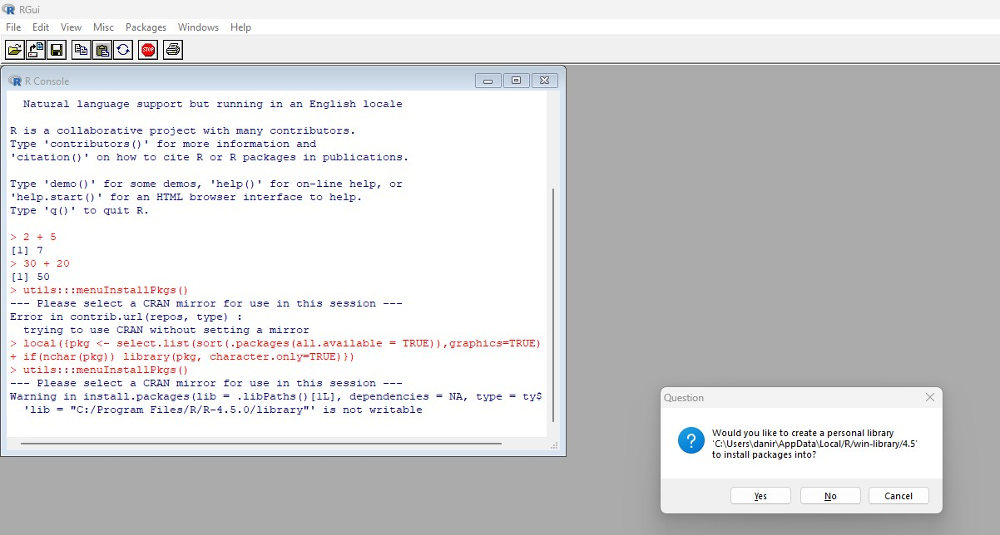 RGui
File Edit View Misc Packages Windows Help
STOP
R Console
Natural language support but running in an English locale
R is a collaborative project with many contributors.
Type 'contributors()' for more information and
'citation()' on how to cite R or R packages in publications.
Type 'demo()' for some demos, 'help()' for on-line help, or
'help.start()' for an HTML browser interface to help.
Type 'q()' to quit R.
> 2 + 5
[1] 7
> 30 + 20
[1] 50
> utils:::menuInstallPkgs()
--- Please select a CRAN mirror for use in this session ---
Error in contrib.url(repos, type) :
trying to use CRAN without setting a mirror
> local({pkg <- select.list(sort(.packages(all.available = TRUE)),graphics=TRUE)
+ if(nchar(pkg)) library(pkg, character.only=TRUE)})
> utils:::menuInstallPkgs()
--- Please select a CRAN mirror for use in this session ---
Warning in install.packages(lib = .libPaths()[1L], dependencies = NA, type = ty$
'lib = "C:/Program Files/R/R-4.5.0/library"' is not writable
Question
Would you like to create a personal library
'C:\Users\danir\AppData\Local/R/win-library/4.5'
to install packages into?
Yes No Cancel